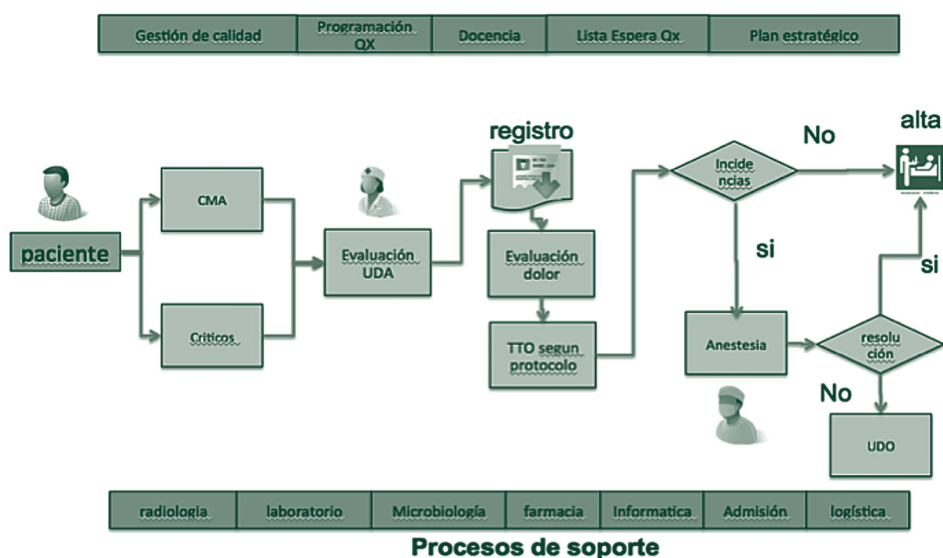 Gestión de calidad
Programación
QX
Docencia
Lista Espera Qx
Plan estratégico
registro
No
alta
Incide
ncias
CMA
paciente
Evaluación
UDA
Evaluación
dolor
si
si
Criticos
TTO segun
protocolo
Anestesia
resolu
ción
No
UDO
radiologia
laboratorio
Microbiología
farmacia
Informatica
Admisión
logística
Procesos de soporte